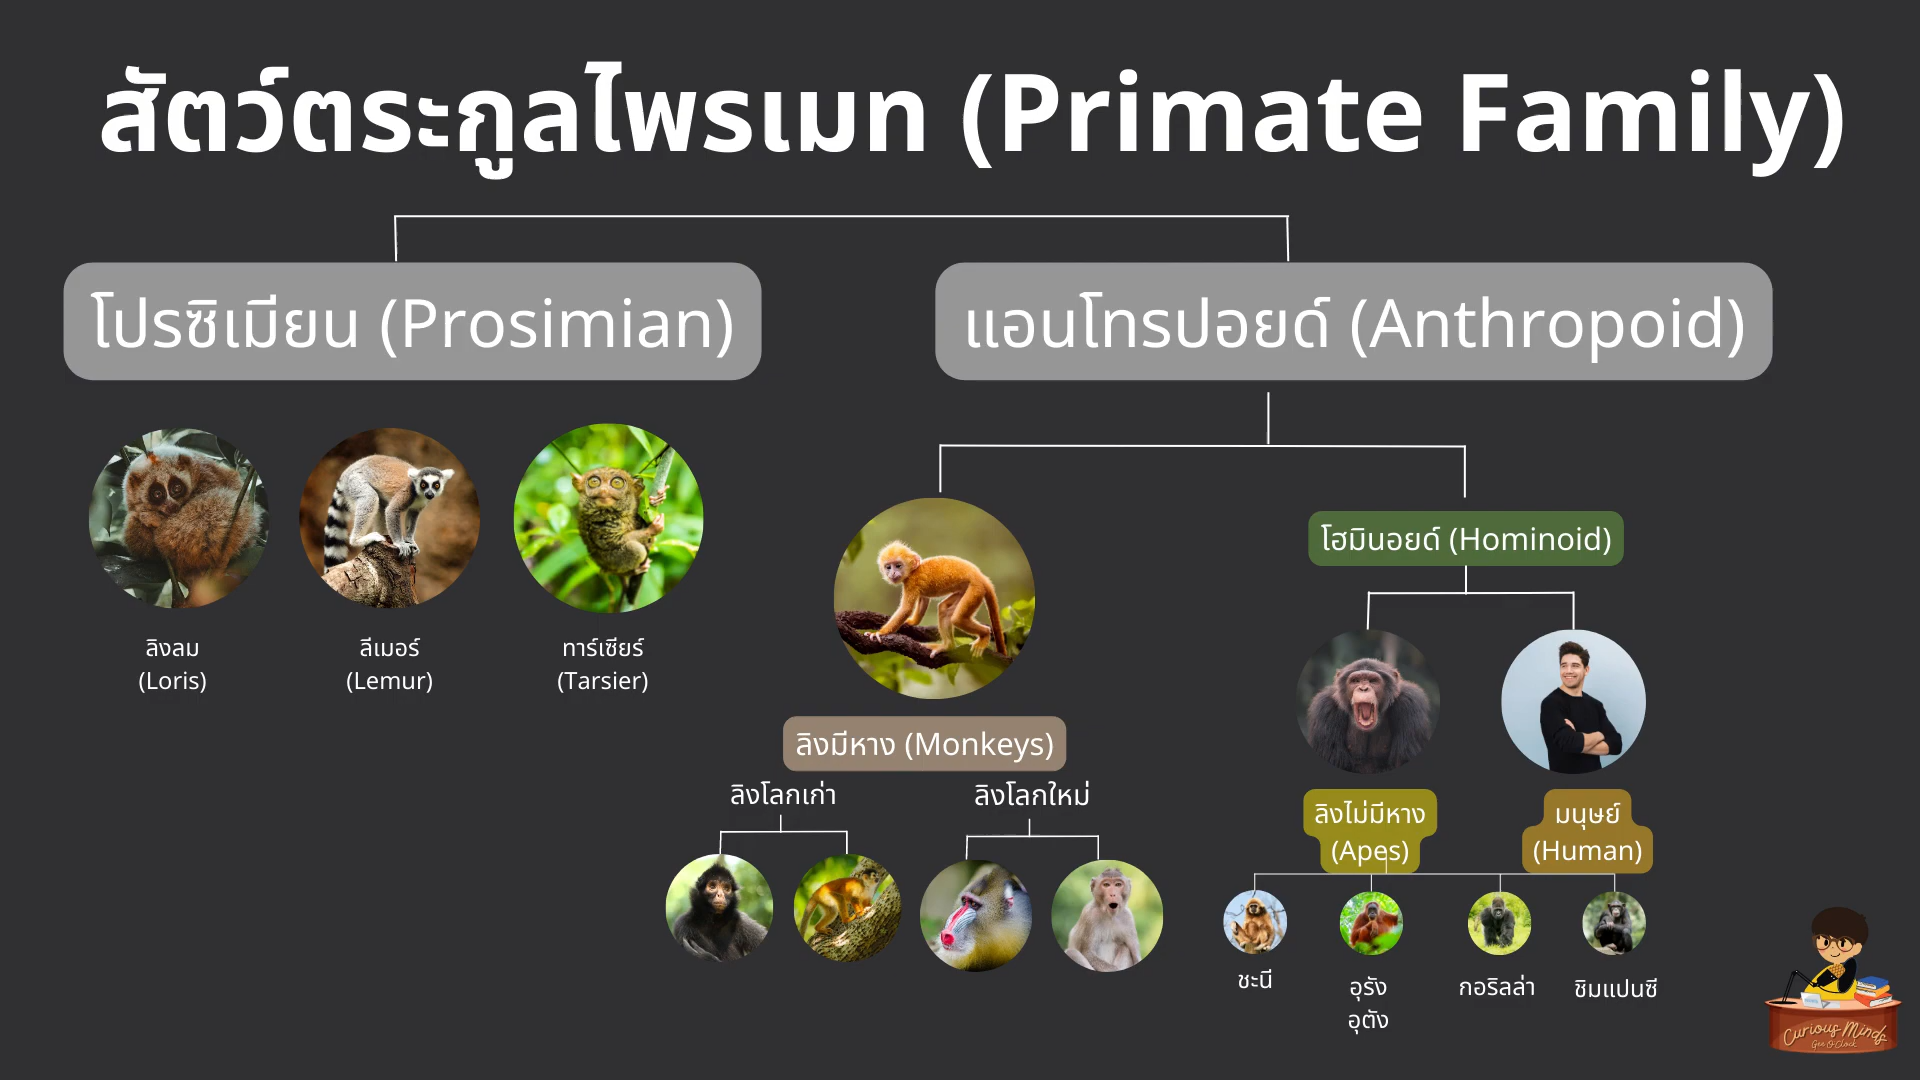 สัตว์ตระกูลไพรเมท (Primate Family)
โปรซิเมียน (Prosimian)
แอนโทรปอยด์ (Anthropoid)
ลิงลม
(Loris)
ลีเมอร์
(Lemur)
ทาร์เซียร์
(Tarsier)
ลิงมีหาง (Monkeys)
ลิงโลกเก่า
ลิงโลกใหม่
โฮมินอยด์ (Hominoid)
ลิงไม่มีหาง
(Apes)
มนุษย์
(Human)
ชะนี
อุรัง
อุตัง
กอริลล่า
ชิมแปนซี
Curious Minds
Gee O'Clock